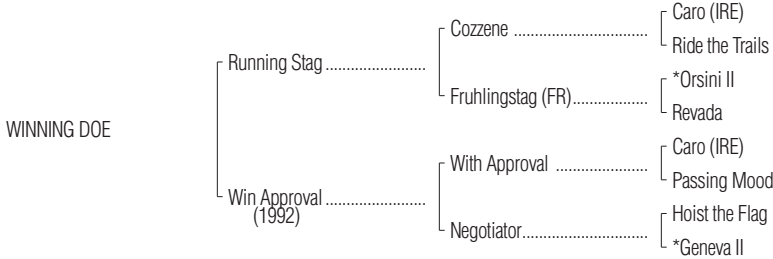 Caro (IRE)
Cozzene ................................
Ride the Trails
Running Stag ........................
*Orsini II
Fruhlingstag (FR)..................
Revada
WINNING DOE
Caro (IRE)
With Approval ......................
Passing Mood
Win Approval ........................
(1992)
Hoist the Flag
Negotiator..............................
*Geneva II